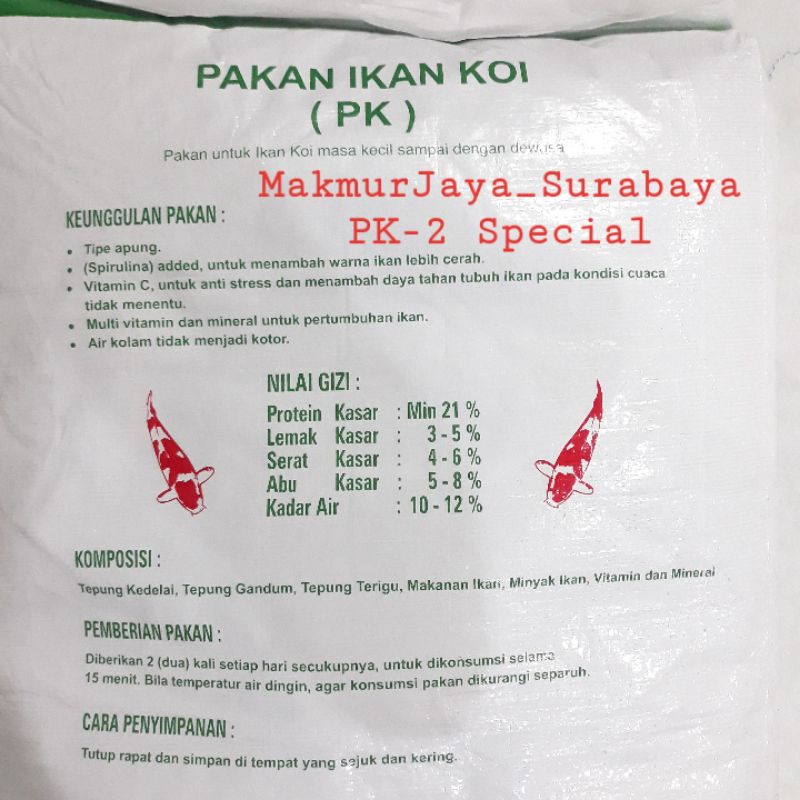 PAKAN IKAN KOI
( PK )
Pakan untuk Ikan Koi masa kecil sampai dengan dewasa
MakmurJaya_Surabaya
PK-2 Special
KEUNGGULAN PAKAN :
• Tipe apung.
• (Spirulina) added, untuk menambah warna ikan lebih cerah.
• Vitamin C, untuk anti stress dan menambah daya tahan tubuh ikan pada kondisi cuaca
tidak menentu.
• Multi vitamin dan mineral untuk pertumbuhan ikan.
• Air kolam tidak menjadi kotor.
NILAI GIZI :
Protein Kasar : Min 21 %
Lemak Kasar : 3 - 5 %
Serat Kasar : 4 - 6 %
Abu Kasar : 5 - 8 %
Kadar Air : 10 - 12 %
KOMPOSISI :
Tepung Kedelai, Tepung Gandum, Tepung Terigu, Makanan Ikan, Minyak Ikan, Vitamin dan Mineral
PEMBERIAN PAKAN :
Diberikan 2 (dua) kali setiap hari secukupnya, untuk dikonsumsi selama
15 menit. Bila temperatur air dingin, agar konsumsi pakan dikurangi separuh.
CARA PENYIMPANAN :
Tutup rapat dan simpan di tempat yang sejuk dan kering.